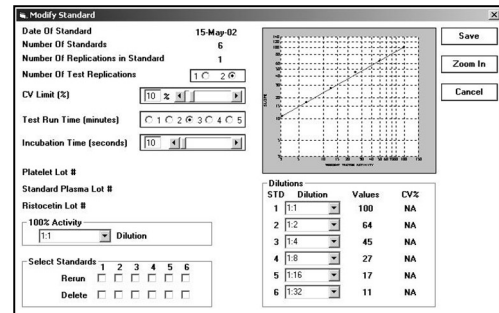 Modify Standard
Date Of Standard 15-May-02
Number Of Standards 6
Number Of Replications in Standard 1
Number Of Test Replications 1 2
CV Limit (%) 10 %
Test Run Time (minutes) 1 2 3 4 5
Incubation Time (seconds) 10
Platelet Lot #
Standard Plasma Lot #
Ristocetin Lot #
100% Activity
1:1 Dilution
Select Standards 1 2 3 4 5 6
Rerun
Delete
SLOPE
Save
Zoom In
Cancel
Dilutions
STD Dilution Values CV%
1 1:1 100 NA
2 1:2 64 NA
3 1:4 45 NA
4 1:8 27 NA
5 1:16 17 NA
6 1:32 11 NA